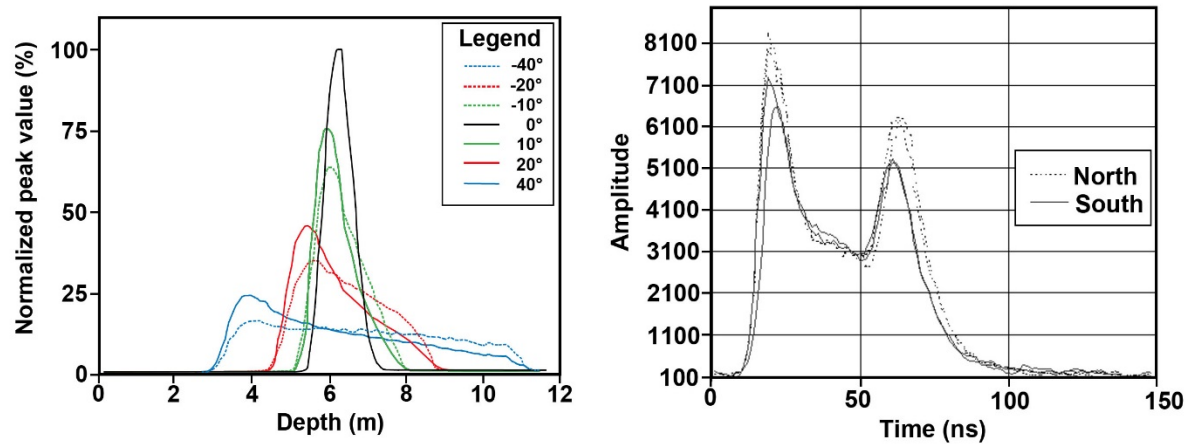 Normalized peak value (%)
100
75
50
25
0
0 2 4 6 8 10 12
Depth (m)
Legend
-40°
-20°
-10°
0°
10°
20°
40°
Amplitude
8100
7100
6100
5100
4100
3100
2100
1100
100
0 50 100 150
Time (ns)
North
South